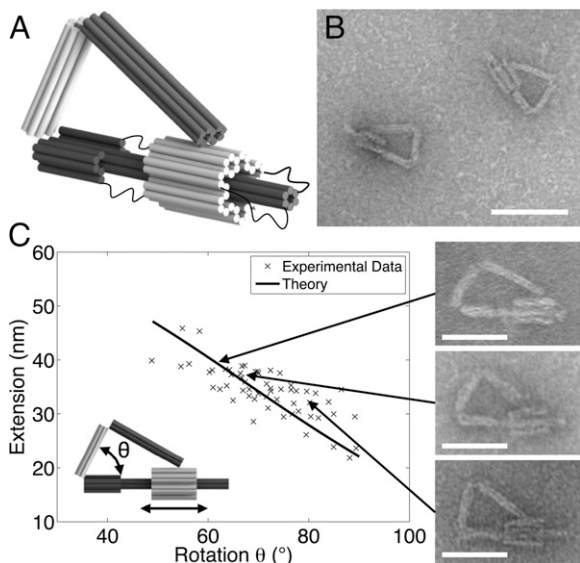 A
B
C
60
50
40
30
20
10
Extension (nm)
× Experimental Data
Theory
θ
40
60
80
100
Rotation θ (°)